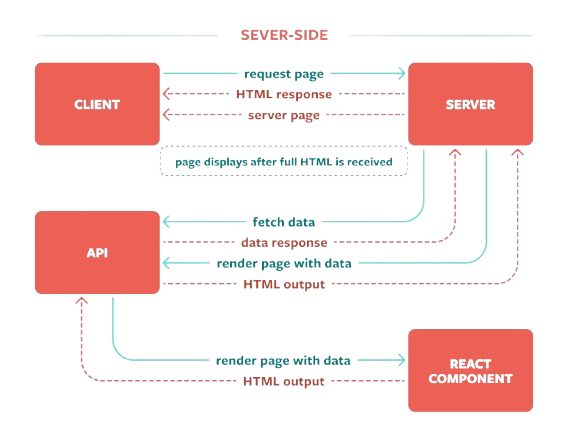 SEVER-SIDE
CLIENT
request page
HTML response
server page
SERVER
page displays after full HTML is received
API
fetch data
data response
render page with data
HTML output
render page with data
HTML output
REACT
COMPONENT